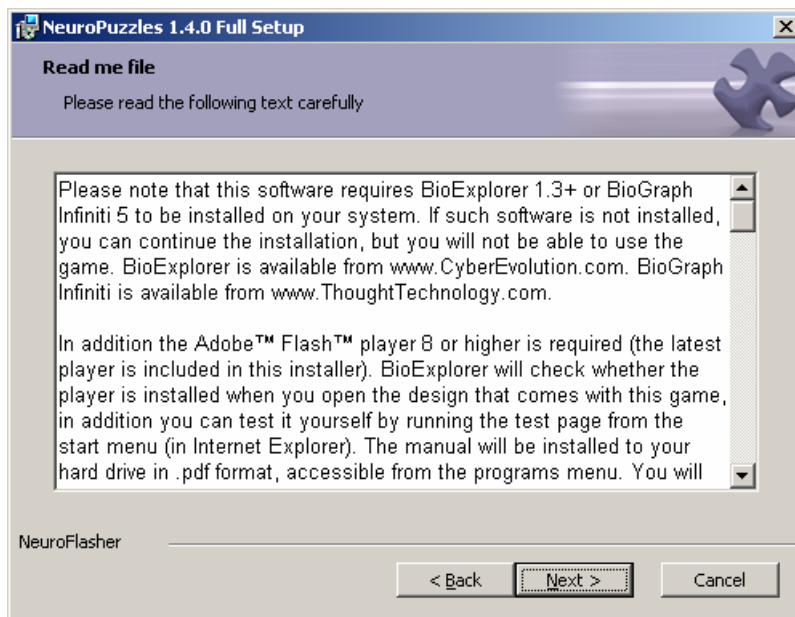 NeuroPuzzles 1.4.0 Full Setup
Read me file
Please read the following text carefully
Please note that this software requires BioExplorer 1.3+ or BioGraph
Infiniti 5 to be installed on your system. If such software is not installed,
you can continue the installation, but you will not be able to use the
game. BioExplorer is available from www.CyberEvolution.com. BioGraph
Infiniti is available from www.ThoughtTechnology.com.
In addition the Adobe™ Flash™ player 8 or higher is required (the latest
player is included in this installer). BioExplorer will check whether the
player is installed when you open the design that comes with this game,
in addition you can test it yourself by running the test page from the
start menu (in Internet Explorer). The manual will be installed to your
hard drive in .pdf format, accessible from the programs menu. You will
NeuroFlasher
< Back
Next >
Cancel